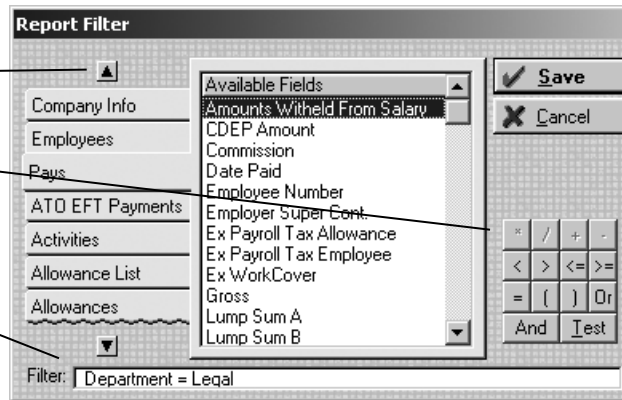 Report Filter
Company Info
Employees
Pays
ATO EFT Payments
Activities
Allowance List
Allowances
Available Fields
Amounts Witheld From Salary
CDEP Amount
Commission
Date Paid
Employee Number
Employer Super Cont.
Ex Payroll Tax Allowance
Ex Payroll Tax Employee
Ex WorkCover
Gross
Lump Sum A
Lump Sum B
Save
Cancel
* / + -
< > <= >=
= ( ) Or
And Test
Filter: Department = Legal